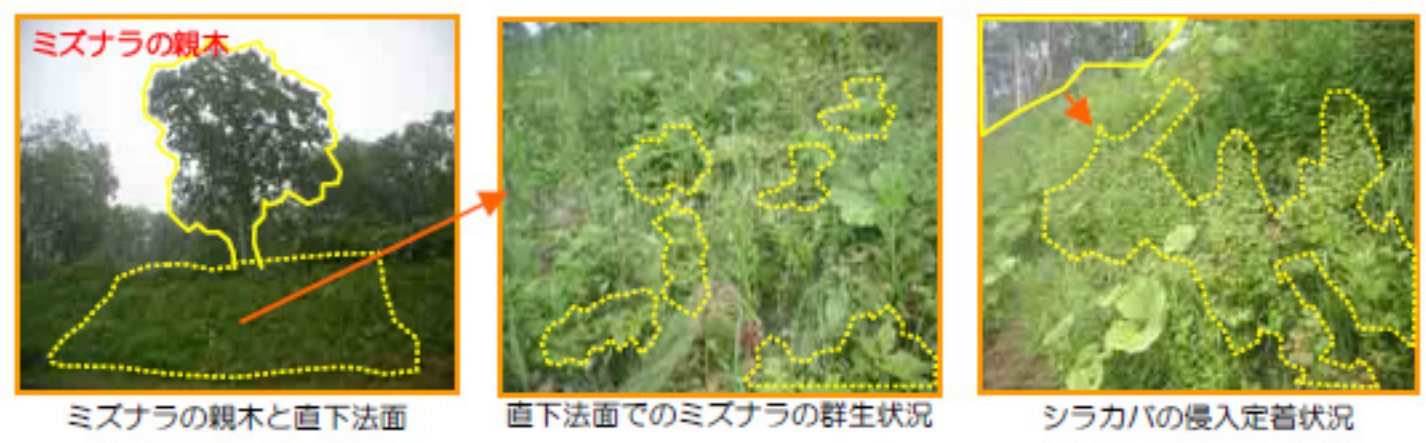 ミズナラの親木
ミズナラの親木と直下法面
直下法面でのミズナラの群生状況
シラカバの侵入定着状況